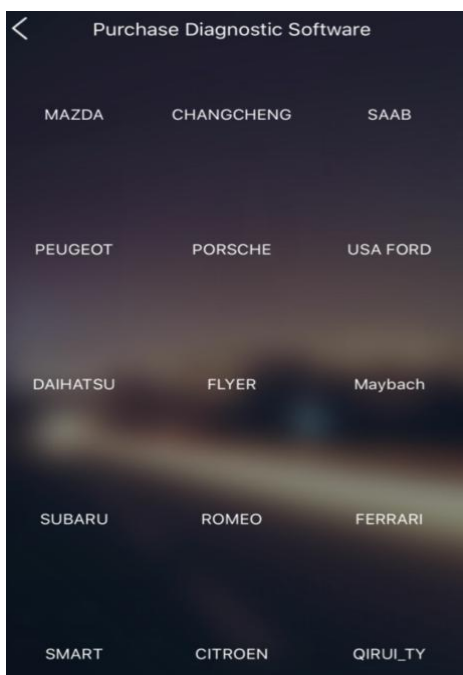 Purchase Diagnostic Software
MAZDA CHANGCHENG SAAB
PEUGEOT PORSCHE USA FORD
DAIHATSU FLYER Maybach
SUBARU ROMEO FERRARI
SMART CITROEN QIRUI_TY